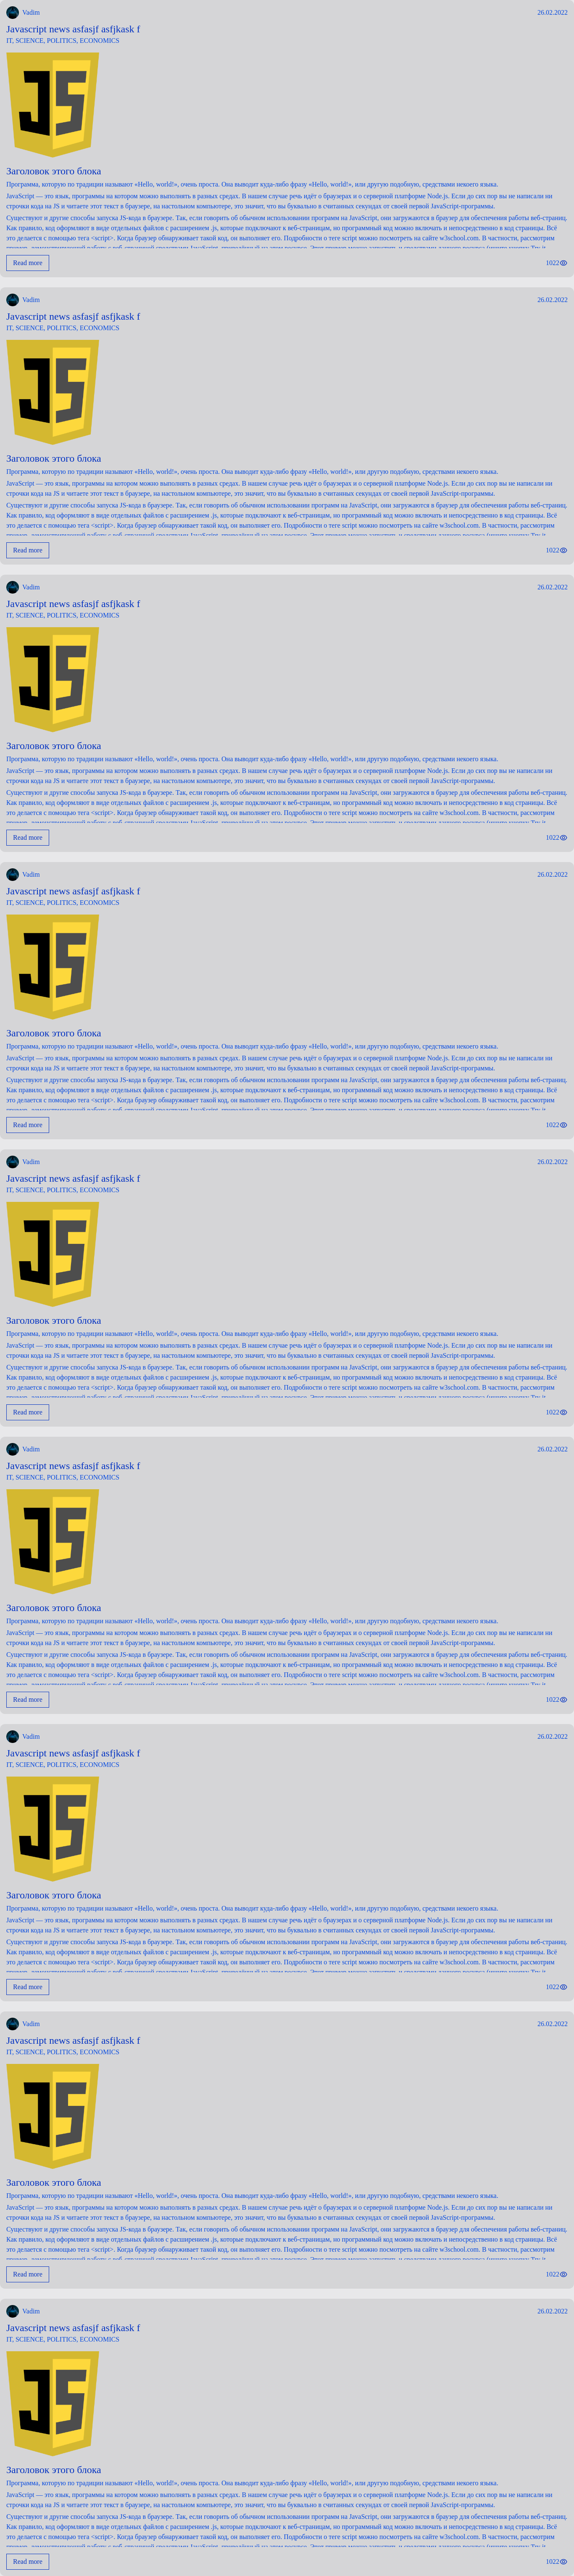 Vadim 26.02.2022
Javascript news asfasjf asfjkask f
IT, SCIENCE, POLITICS, ECONOMICS
JS
Заголовок этого блока
Программа, которую по традиции называют «Hello, world!», очень проста. Она выводит куда-либо фразу «Hello, world!», или другую подобную, средствами некоего языка.
JavaScript — это язык, программы на котором можно выполнять в разных средах. В нашем случае речь идёт о браузерах и о серверной платформе Node.js. Если до сих пор вы не написали ни
строчки кода на JS и читаете этот текст в браузере, на настольном компьютере, это значит, что вы буквально в считанных секундах от своей первой JavaScript-программы.
Существуют и другие способы запуска JS-кода в браузере. Так, если говорить об обычном использовании программ на JavaScript, они загружаются в браузер для обеспечения работы веб-страниц.
Как правило, код оформляют в виде отдельных файлов с расширением .js, которые подключают к веб-страницам, но программный код можно включать и непосредственно в код страницы. Всё
это делается с помощью тега <script>. Когда браузер обнаруживает такой код, он выполняет его. Подробности о теге script можно посмотреть на сайте w3school.com. В частности, рассмотрим
Read more 1022
Vadim 26.02.2022
Javascript news asfasjf asfjkask f
IT, SCIENCE, POLITICS, ECONOMICS
JS
Заголовок этого блока
Программа, которую по традиции называют «Hello, world!», очень проста. Она выводит куда-либо фразу «Hello, world!», или другую подобную, средствами некоего языка.
JavaScript — это язык, программы на котором можно выполнять в разных средах. В нашем случае речь идёт о браузерах и о серверной платформе Node.js. Если до сих пор вы не написали ни
строчки кода на JS и читаете этот текст в браузере, на настольном компьютере, это значит, что вы буквально в считанных секундах от своей первой JavaScript-программы.
Существуют и другие способы запуска JS-кода в браузере. Так, если говорить об обычном использовании программ на JavaScript, они загружаются в браузер для обеспечения работы веб-страниц.
Как правило, код оформляют в виде отдельных файлов с расширением .js, которые подключают к веб-страницам, но программный код можно включать и непосредственно в код страницы. Всё
это делается с помощью тега <script>. Когда браузер обнаруживает такой код, он выполняет его. Подробности о теге script можно посмотреть на сайте w3school.com. В частности, рассмотрим
Read more 1022
Vadim 26.02.2022
Javascript news asfasjf asfjkask f
IT, SCIENCE, POLITICS, ECONOMICS
JS
Заголовок этого блока
Программа, которую по традиции называют «Hello, world!», очень проста. Она выводит куда-либо фразу «Hello, world!», или другую подобную, средствами некоего языка.
JavaScript — это язык, программы на котором можно выполнять в разных средах. В нашем случае речь идёт о браузерах и о серверной платформе Node.js. Если до сих пор вы не написали ни
строчки кода на JS и читаете этот текст в браузере, на настольном компьютере, это значит, что вы буквально в считанных секундах от своей первой JavaScript-программы.
Существуют и другие способы запуска JS-кода в браузере. Так, если говорить об обычном использовании программ на JavaScript, они загружаются в браузер для обеспечения работы веб-страниц.
Как правило, код оформляют в виде отдельных файлов с расширением .js, которые подключают к веб-страницам, но программный код можно включать и непосредственно в код страницы. Всё
это делается с помощью тега <script>. Когда браузер обнаруживает такой код, он выполняет его. Подробности о теге script можно посмотреть на сайте w3school.com. В частности, рассмотрим
Read more 1022
Vadim 26.02.2022
Javascript news asfasjf asfjkask f
IT, SCIENCE, POLITICS, ECONOMICS
JS
Заголовок этого блока
Программа, которую по традиции называют «Hello, world!», очень проста. Она выводит куда-либо фразу «Hello, world!», или другую подобную, средствами некоего языка.
JavaScript — это язык, программы на котором можно выполнять в разных средах. В нашем случае речь идёт о браузерах и о серверной платформе Node.js. Если до сих пор вы не написали ни
строчки кода на JS и читаете этот текст в браузере, на настольном компьютере, это значит, что вы буквально в считанных секундах от своей первой JavaScript-программы.
Существуют и другие способы запуска JS-кода в браузере. Так, если говорить об обычном использовании программ на JavaScript, они загружаются в браузер для обеспечения работы веб-страниц.
Как правило, код оформляют в виде отдельных файлов с расширением .js, которые подключают к веб-страницам, но программный код можно включать и непосредственно в код страницы. Всё
это делается с помощью тега <script>. Когда браузер обнаруживает такой код, он выполняет его. Подробности о теге script можно посмотреть на сайте w3school.com. В частности, рассмотрим
Read more 1022
Vadim 26.02.2022
Javascript news asfasjf asfjkask f
IT, SCIENCE, POLITICS, ECONOMICS
JS
Заголовок этого блока
Программа, которую по традиции называют «Hello, world!», очень проста. Она выводит куда-либо фразу «Hello, world!», или другую подобную, средствами некоего языка.
JavaScript — это язык, программы на котором можно выполнять в разных средах. В нашем случае речь идёт о браузерах и о серверной платформе Node.js. Если до сих пор вы не написали ни
строчки кода на JS и читаете этот текст в браузере, на настольном компьютере, это значит, что вы буквально в считанных секундах от своей первой JavaScript-программы.
Существуют и другие способы запуска JS-кода в браузере. Так, если говорить об обычном использовании программ на JavaScript, они загружаются в браузер для обеспечения работы веб-страниц.
Как правило, код оформляют в виде отдельных файлов с расширением .js, которые подключают к веб-страницам, но программный код можно включать и непосредственно в код страницы. Всё
это делается с помощью тега <script>. Когда браузер обнаруживает такой код, он выполняет его. Подробности о теге script можно посмотреть на сайте w3school.com. В частности, рассмотрим
Read more 1022
Vadim 26.02.2022
Javascript news asfasjf asfjkask f
IT, SCIENCE, POLITICS, ECONOMICS
JS
Заголовок этого блока
Программа, которую по традиции называют «Hello, world!», очень проста. Она выводит куда-либо фразу «Hello, world!», или другую подобную, средствами некоего языка.
JavaScript — это язык, программы на котором можно выполнять в разных средах. В нашем случае речь идёт о браузерах и о серверной платформе Node.js. Если до сих пор вы не написали ни
строчки кода на JS и читаете этот текст в браузере, на настольном компьютере, это значит, что вы буквально в считанных секундах от своей первой JavaScript-программы.
Существуют и другие способы запуска JS-кода в браузере. Так, если говорить об обычном использовании программ на JavaScript, они загружаются в браузер для обеспечения работы веб-страниц.
Как правило, код оформляют в виде отдельных файлов с расширением .js, которые подключают к веб-страницам, но программный код можно включать и непосредственно в код страницы. Всё
это делается с помощью тега <script>. Когда браузер обнаруживает такой код, он выполняет его. Подробности о теге script можно посмотреть на сайте w3school.com. В частности, рассмотрим
Read more 1022
Vadim 26.02.2022
Javascript news asfasjf asfjkask f
IT, SCIENCE, POLITICS, ECONOMICS
JS
Заголовок этого блока
Программа, которую по традиции называют «Hello, world!», очень проста. Она выводит куда-либо фразу «Hello, world!», или другую подобную, средствами некоего языка.
JavaScript — это язык, программы на котором можно выполнять в разных средах. В нашем случае речь идёт о браузерах и о серверной платформе Node.js. Если до сих пор вы не написали ни
строчки кода на JS и читаете этот текст в браузере, на настольном компьютере, это значит, что вы буквально в считанных секундах от своей первой JavaScript-программы.
Существуют и другие способы запуска JS-кода в браузере. Так, если говорить об обычном использовании программ на JavaScript, они загружаются в браузер для обеспечения работы веб-страниц.
Как правило, код оформляют в виде отдельных файлов с расширением .js, которые подключают к веб-страницам, но программный код можно включать и непосредственно в код страницы. Всё
это делается с помощью тега <script>. Когда браузер обнаруживает такой код, он выполняет его. Подробности о теге script можно посмотреть на сайте w3school.com. В частности, рассмотрим
Read more 1022
Vadim 26.02.2022
Javascript news asfasjf asfjkask f
IT, SCIENCE, POLITICS, ECONOMICS
JS
Заголовок этого блока
Программа, которую по традиции называют «Hello, world!», очень проста. Она выводит куда-либо фразу «Hello, world!», или другую подобную, средствами некоего языка.
JavaScript — это язык, программы на котором можно выполнять в разных средах. В нашем случае речь идёт о браузерах и о серверной платформе Node.js. Если до сих пор вы не написали ни
строчки кода на JS и читаете этот текст в браузере, на настольном компьютере, это значит, что вы буквально в считанных секундах от своей первой JavaScript-программы.
Существуют и другие способы запуска JS-кода в браузере. Так, если говорить об обычном использовании программ на JavaScript, они загружаются в браузер для обеспечения работы веб-страниц.
Как правило, код оформляют в виде отдельных файлов с расширением .js, которые подключают к веб-страницам, но программный код можно включать и непосредственно в код страницы. Всё
это делается с помощью тега <script>. Когда браузер обнаруживает такой код, он выполняет его. Подробности о теге script можно посмотреть на сайте w3school.com. В частности, рассмотрим
Read more 1022
Vadim 26.02.2022
Javascript news asfasjf asfjkask f
IT, SCIENCE, POLITICS, ECONOMICS
JS
Заголовок этого блока
Программа, которую по традиции называют «Hello, world!», очень проста. Она выводит куда-либо фразу «Hello, world!», или другую подобную, средствами некоего языка.
JavaScript — это язык, программы на котором можно выполнять в разных средах. В нашем случае речь идёт о браузерах и о серверной платформе Node.js. Если до сих пор вы не написали ни
строчки кода на JS и читаете этот текст в браузере, на настольном компьютере, это значит, что вы буквально в считанных секундах от своей первой JavaScript-программы.
Существуют и другие способы запуска JS-кода в браузере. Так, если говорить об обычном использовании программ на JavaScript, они загружаются в браузер для обеспечения работы веб-страниц.
Как правило, код оформляют в виде отдельных файлов с расширением .js, которые подключают к веб-страницам, но программный код можно включать и непосредственно в код страницы. Всё
это делается с помощью тега <script>. Когда браузер обнаруживает такой код, он выполняет его. Подробности о теге script можно посмотреть на сайте w3school.com. В частности, рассмотрим
Read more 1022